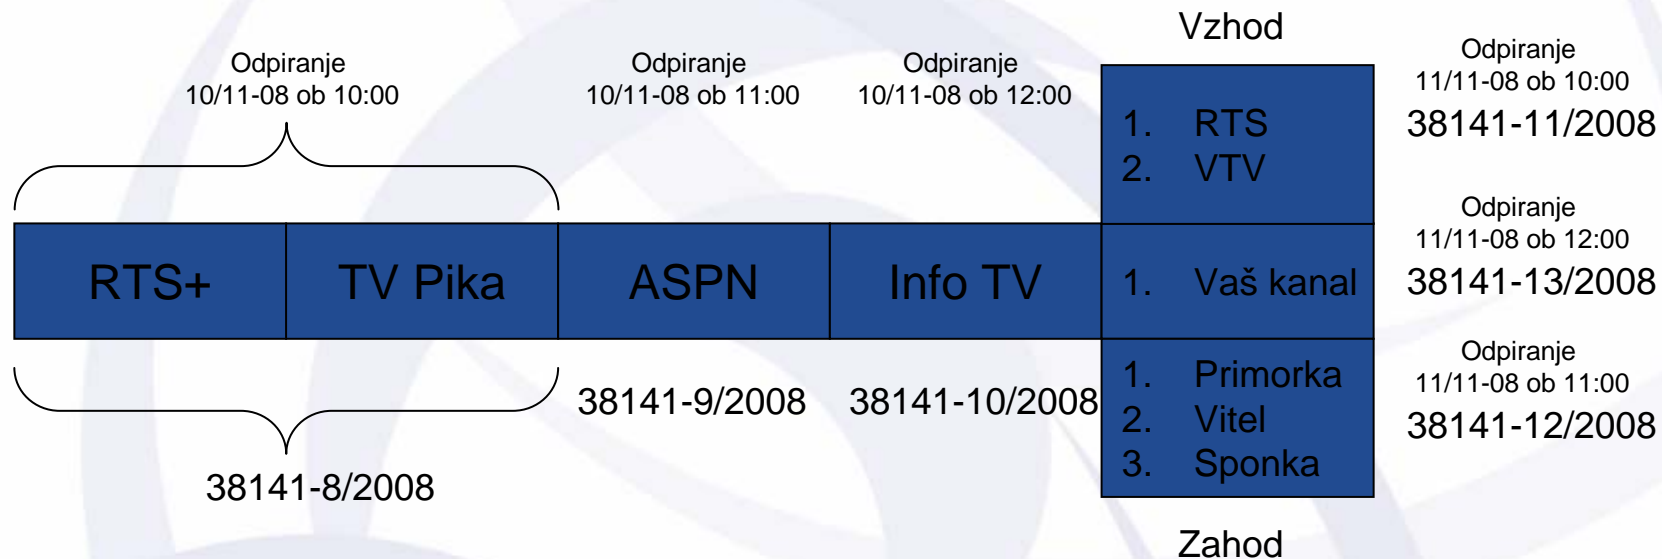 Vzhod
Odpiranje
10/11-08 ob 10:00
Odpiranje
10/11-08 ob 11:00
Odpiranje
10/11-08 ob 12:00
Odpiranje
11/11-08 ob 10:00
38141-11/2008
1. RTS
2. VTV
Odpiranje
11/11-08 ob 12:00
38141-13/2008
RTS+
TV Pika
ASPN
Info TV
1. Vaš kanal
Odpiranje
11/11-08 ob 11:00
38141-12/2008
1. Primorka
2. Vitel
3. Sponka
38141-9/2008
38141-10/2008
38141-8/2008
Zahod